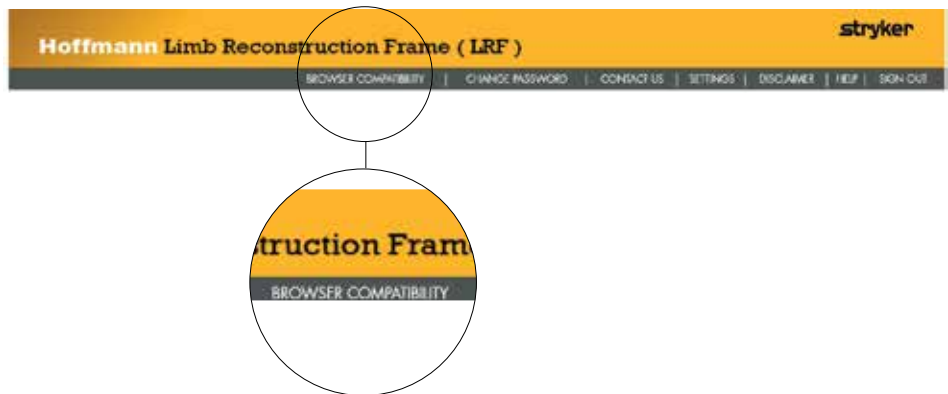 stryker
Hoffmann Limb Reconstruction Frame ( LRF )
BROWSER COMPATIBILITY | CHANGE PASSWORD | CONTACT US | SETTINGS | DISCLAIMER | HELP | SIGN OUT
struction Fram
BROWSER COMPATIBILITY